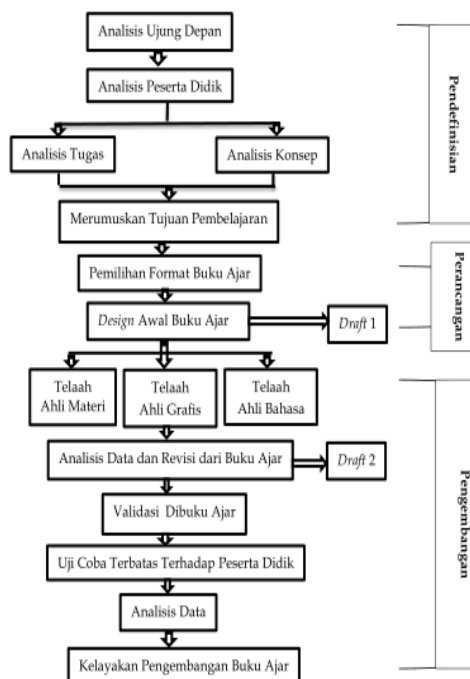 Analisis Ujung Depan
Analisis Peserta Didik
Analisis Tugas
Analisis Konsep
Merumuskan Tujuan Pembelajaran
Pendefinisian
Pemilihan Format Buku Ajar
Design Awal Buku Ajar
Draft 1
Perancangan
Telaah
Ahli Materi
Telaah
Ahli Grafis
Telaah
Ahli Bahasa
Analisis Data dan Revisi dari Buku Ajar
Draft 2
Validasi Dibuku Ajar
Uji Coba Terbatas Terhadap Peserta Didik
Analisis Data
Kelayakan Pengembangan Buku Ajar
Pengembangan